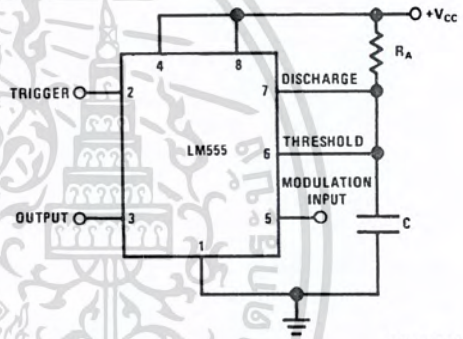 +VCC
4
8
RA
DISCHARGE
TRIGGER
2
7
LM555
THRESHOLD
6
MODULATION
INPUT
OUTPUT
3
5
C
1